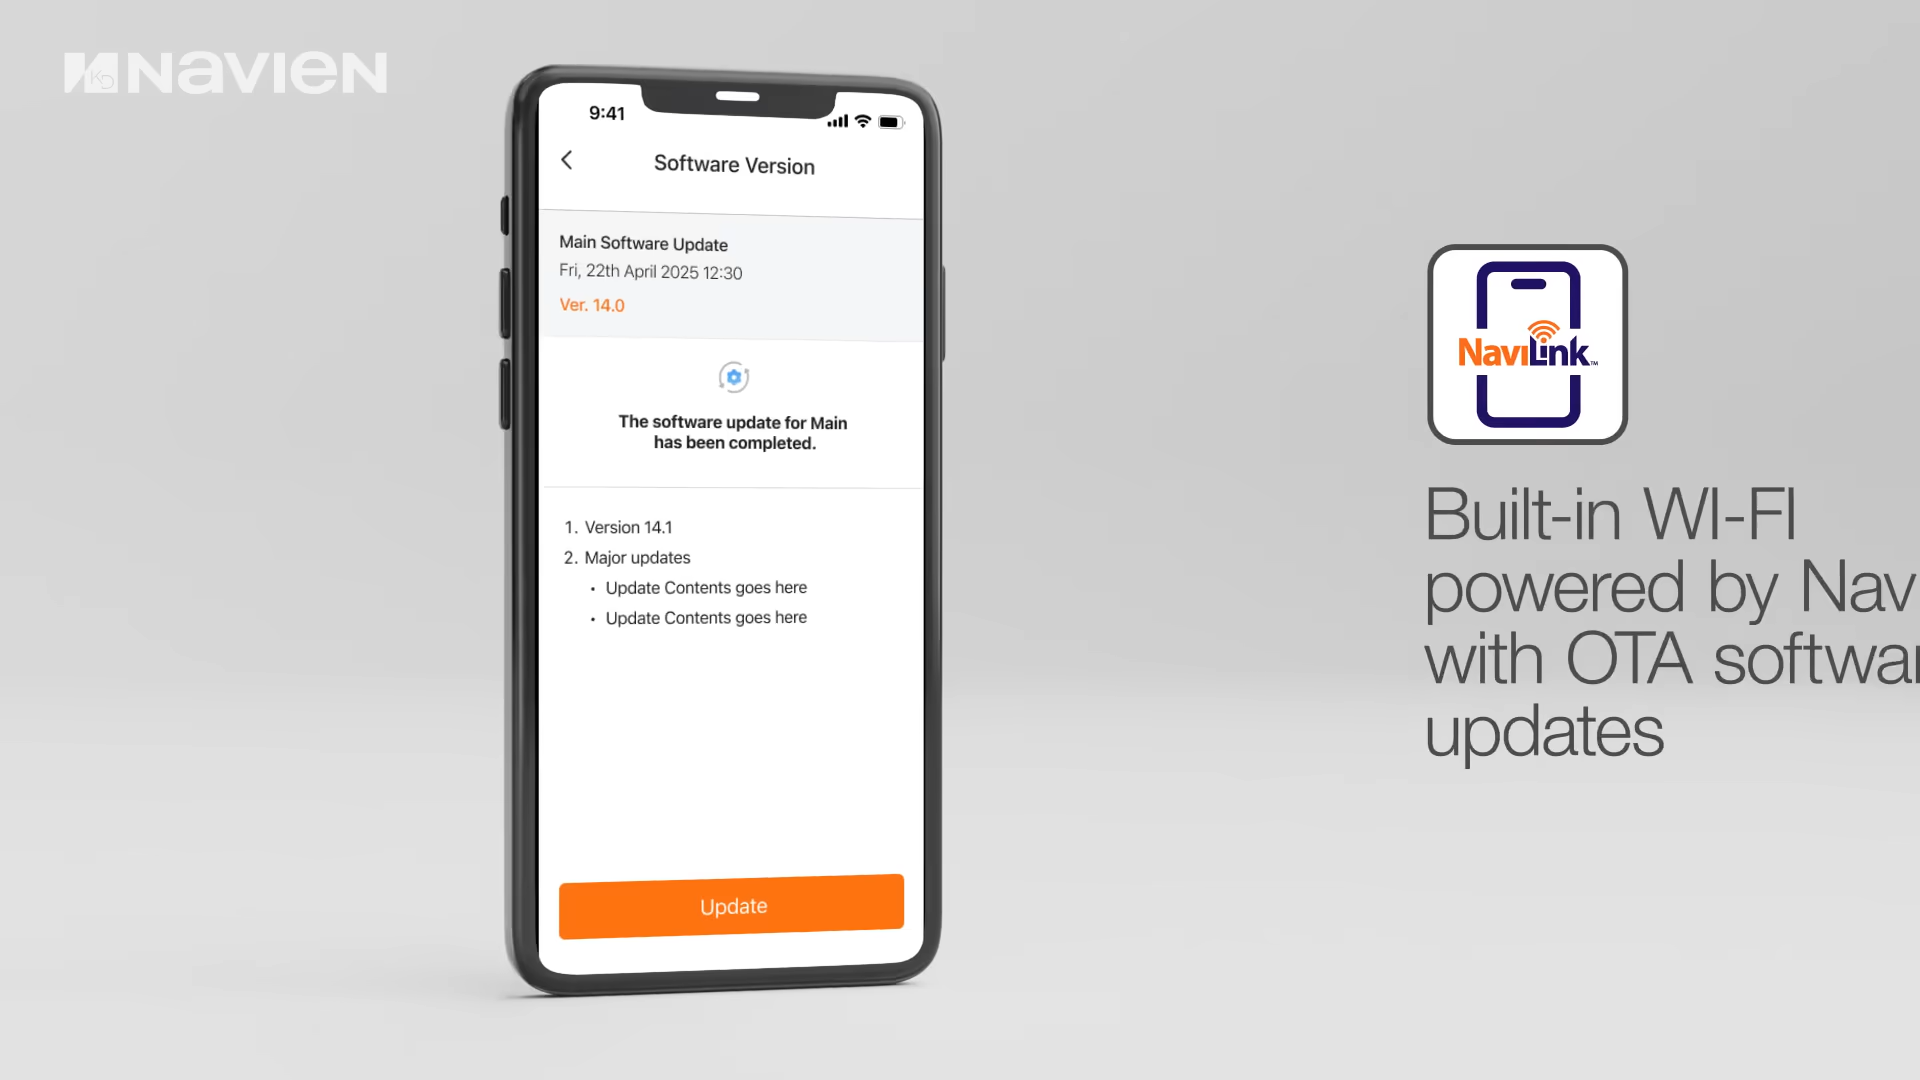 KD NAVIEN
9:41
Software Version
Main Software Update
Fri, 22th April 2025 12:30
Ver. 14.0
The software update for Main
has been completed.
1. Version 14.1
2. Major updates
• Update Contents goes here
• Update Contents goes here
Update
NaviLink™
Built-in WI-FI
powered by Nav
with OTA softwa
updates